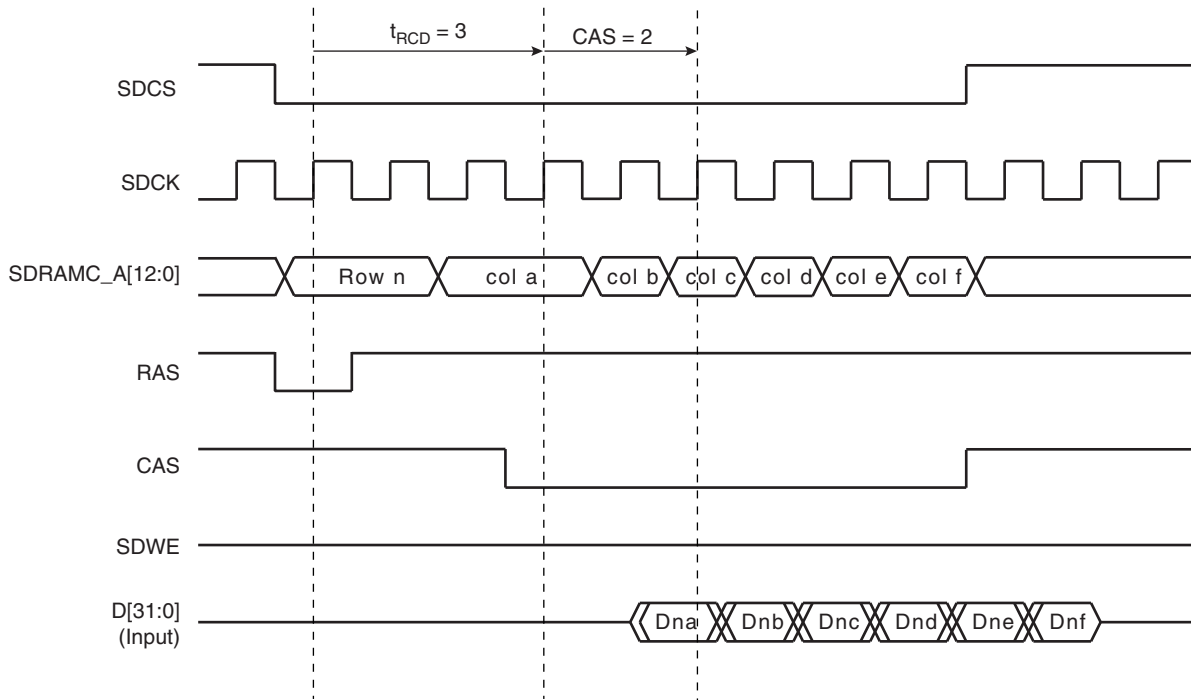 tRCD = 3
CAS = 2
SDCS
SDCK
SDRAMC_A[12:0]
Row n
col a
col b
col c
col d
col e
col f
RAS
CAS
SDWE
D[31:0]
(Input)
Dna
Dnb
Dnc
Dnd
Dne
Dnf